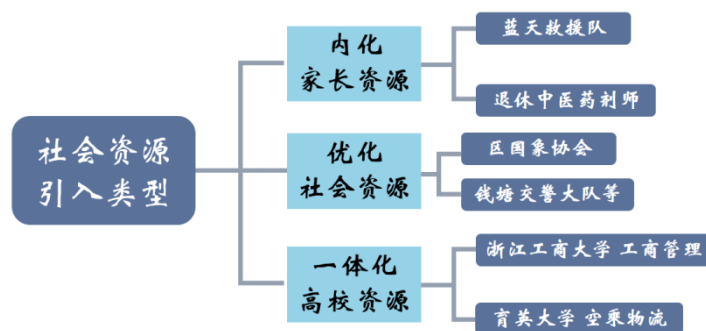 社会资源
引入类型
内化
家长资源
蓝天救援队
退休中医药剂师
优化
社会资源
区国象协会
钱塘交警大队等
一体化
高校资源
浙江工商大学 工商管理
育英大学 空乘物流